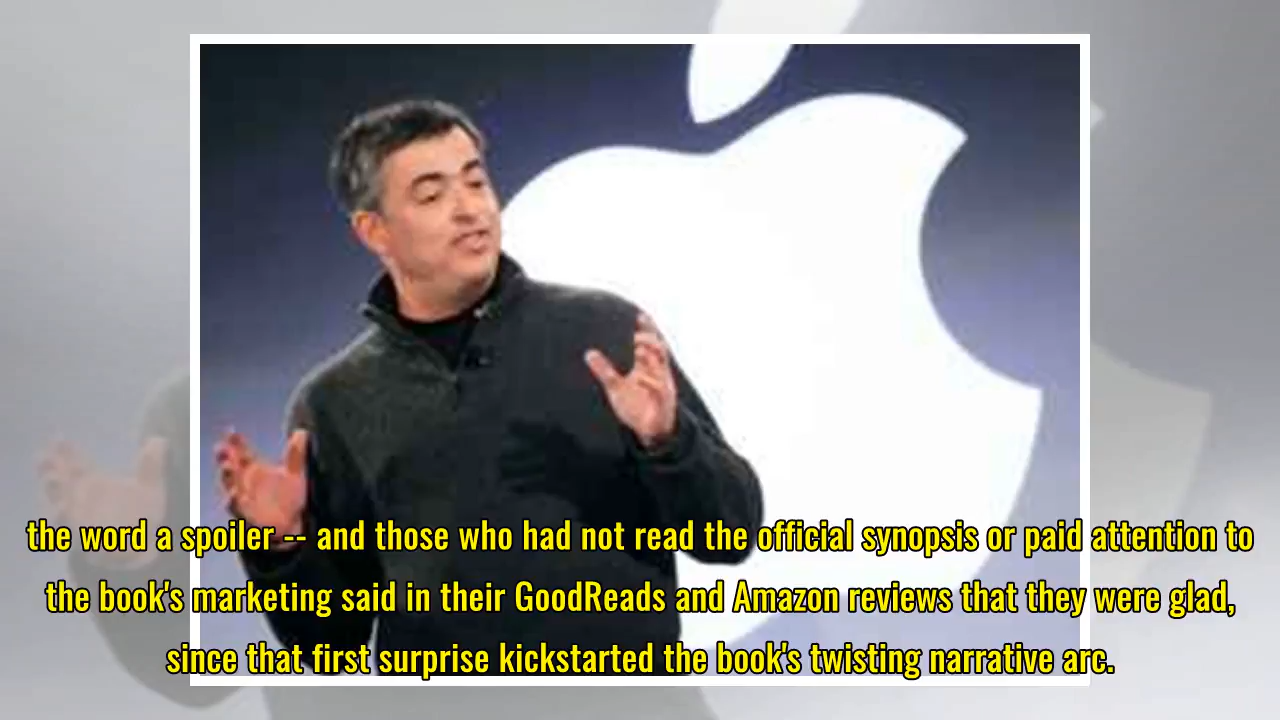 the word a spoiler -- and those who had not read the official synopsis or paid attention to
the book's marketing said in their GoodReads and Amazon reviews that they were glad,
since that first surprise kickstarted the book's twisting narrative arc.